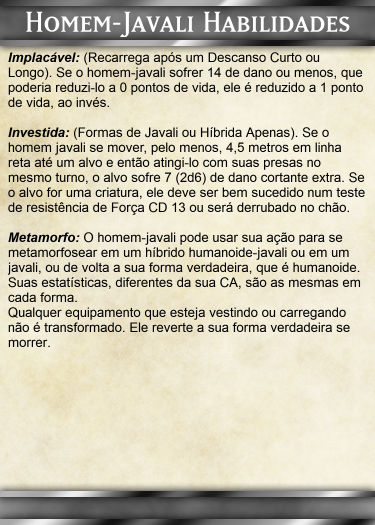 Homem-Javali Habilidades
Implacável: (Recarrega após um Descanso Curto ou
Longo). Se o homem-javali sofrer 14 de dano ou menos, que
poderia reduzi-lo a 0 pontos de vida, ele é reduzido a 1 ponto
de vida, ao invés.
Investida: (Formas de Javali ou Híbrida Apenas). Se o
homem javali se mover, pelo menos, 4,5 metros em linha
reta até um alvo e então atingi-lo com suas presas no
mesmo turno, o alvo sofre 7 (2d6) de dano cortante extra. Se
o alvo for uma criatura, ele deve ser bem sucedido num teste
de resistência de Força CD 13 ou será derrubado no chão.
Metamorfo: O homem-javali pode usar sua ação para se
metamorfosear em um híbrido humanoide-javali ou em um
javali, ou de volta a sua forma verdadeira, que é humanoide.
Suas estatísticas, diferentes da sua CA, são as mesmas em
cada forma.
Qualquer equipamento que esteja vestindo ou carregando
não é transformado. Ele reverte a sua forma verdadeira se
morrer.